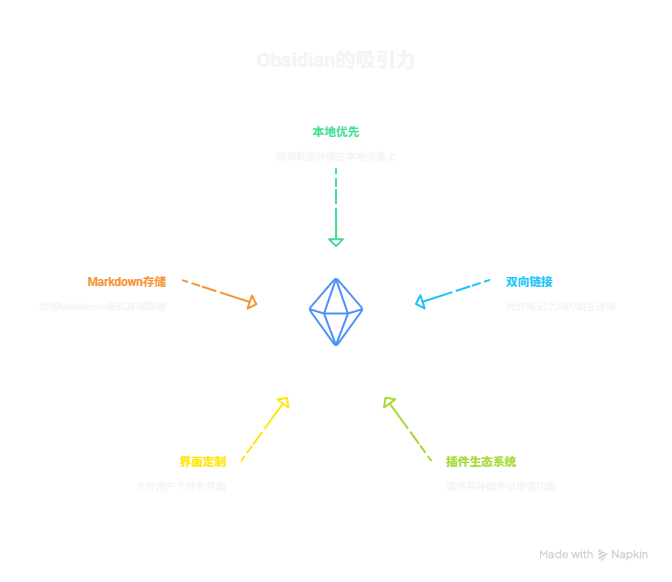 Obsidian的吸引力
本地优先
强调数据存储在本地设备上
Markdown存储
使用Markdown格式存储数据
双向链接
允许笔记之间的相互连接
界面定制
允许用户个性化界面
插件生态系统
提供各种插件以增强功能
Made with Napkin